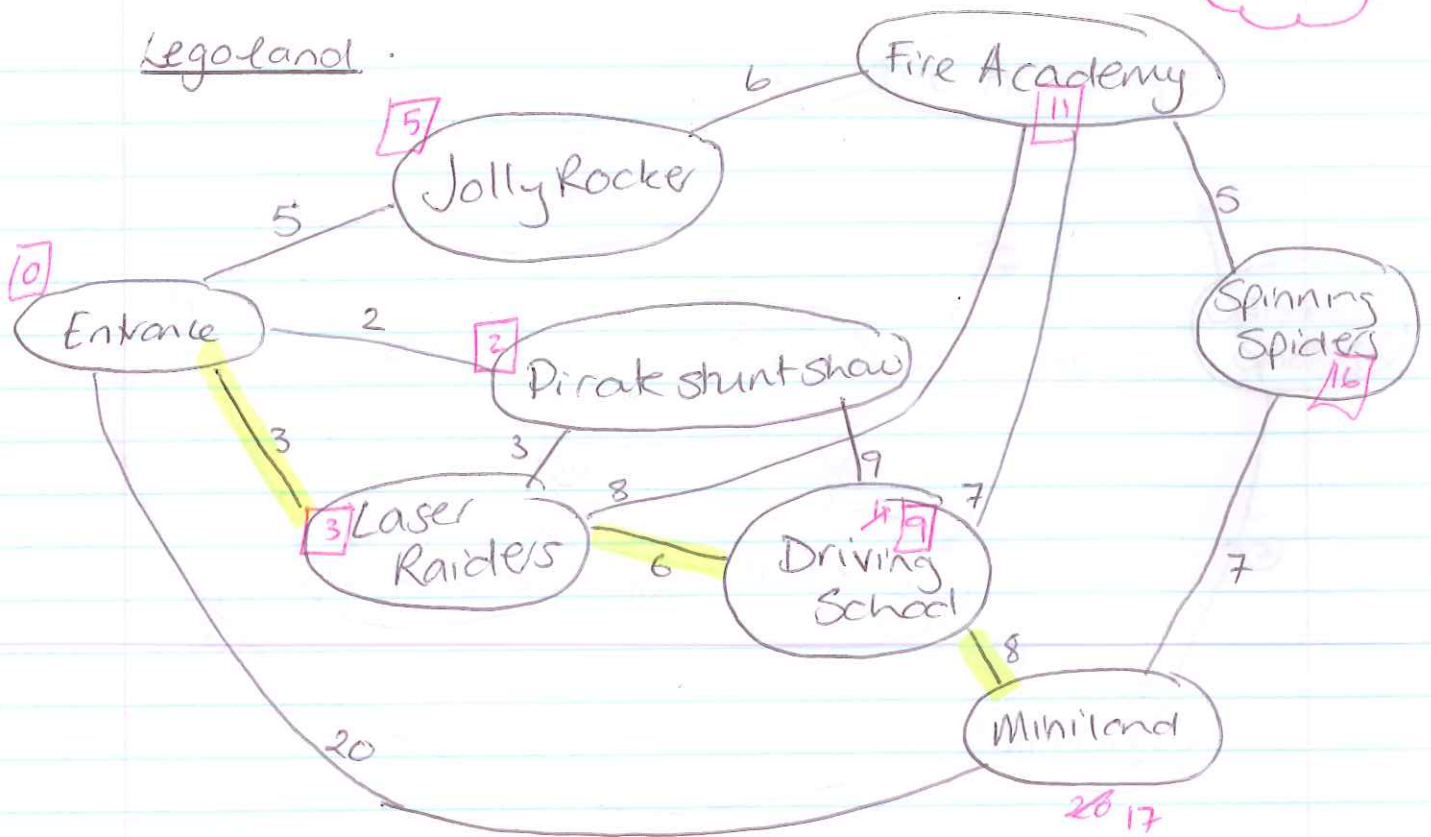 Legoland.
6
Fire Academy
11
5
Jolly Rocker
5
5
0
Entrance
2
2
Pirate stunt show
Spinning
Spiders
16
3
3
9
8
7
3
Laser
Raiders
6
11 9
Driving
School
7
8
Miniland
20
20 17